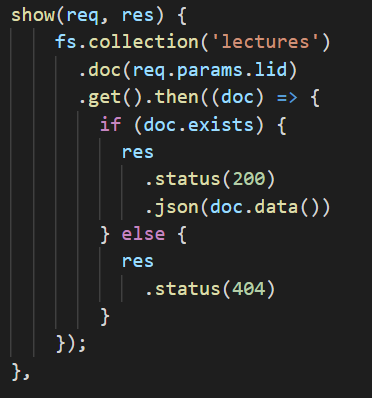 show(req, res) {
    fs.collection('lectures')
      .doc(req.params.lid)
      .get().then((doc) => {
        if (doc.exists) {
          res
            .status(200)
            .json(doc.data())
        } else {
          res
            .status(404)
        }
    });
},